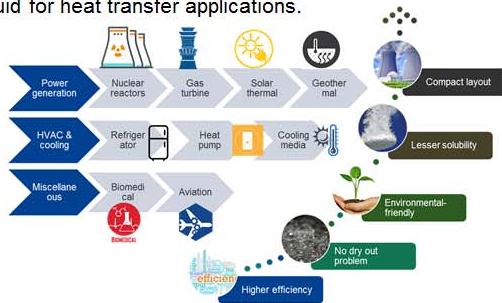 uid for heat transfer applications.
Power
generation
Nuclear
reactors
Gas
turbine
Solar
thermal
Geother
mal
Compact layout
HVAC &
cooling
Refriger
ator
Heat
pump
Cooling
media
Lesser solubility
Miscellane
ous
Biomedi
cal
Aviation
BIOMEDICAL
Environmental-
friendly
No dry out
problem
efficien
Higher efficiency